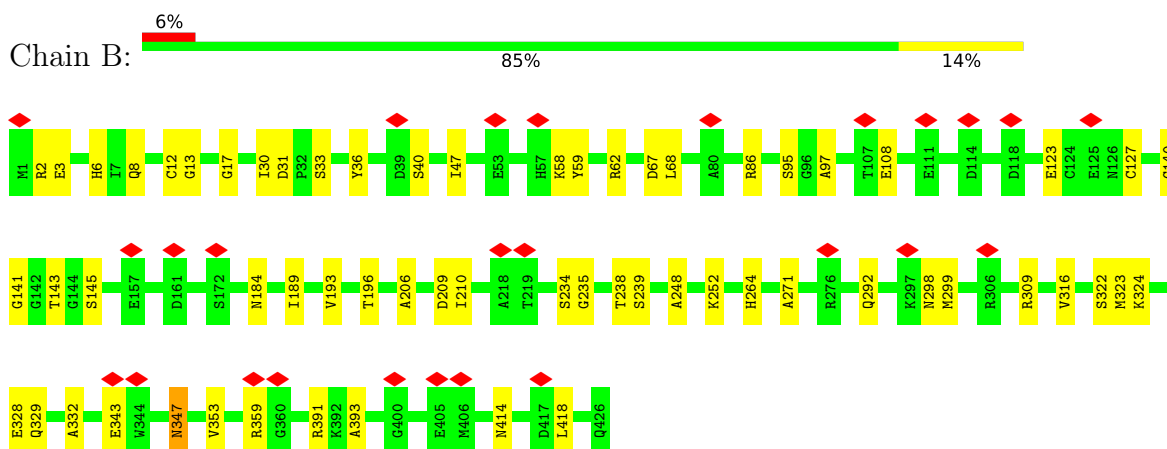 6%
Chain B:
85% 14%
M1 R2 E3 H6 I7 Q8 C12 G13 G17 I30 D31 P32 S33 Y36 D39 S40 I47 E53 H57 K58 Y59 R62 D67 L68 A80 R86 S95 G96 A97 T107 E108 E111 D114 D118 E123 C124 E125 N126 C127
G141 G142 T143 G144 S145 E157 D161 S172 N184 I189 V193 T196 A206 D209 I210 A218 T219 S234 G235 T238 S239 A248 K252 H264 A271 R276 Q292 K297 N298 M299 R306 R309 V316 S322 M323 K324
E328 Q329 A332 E343 W344 N347 V353 R359 G360 R391 K392 A393 G400 E405 M406 N414 D417 L418 Q426